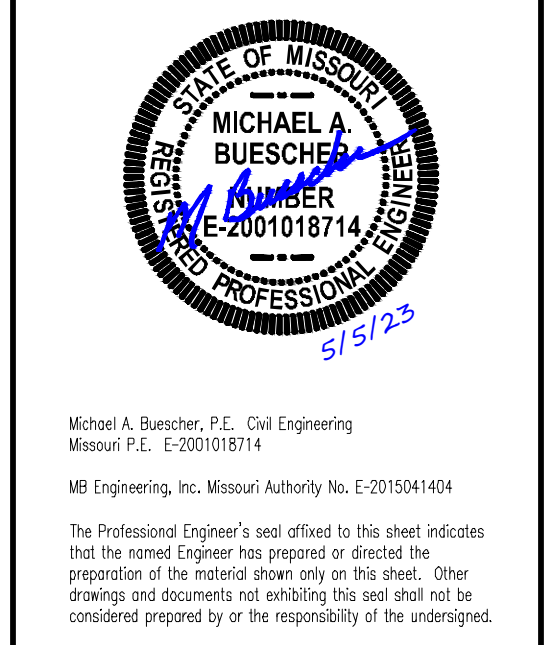 STATE OF MISSOURI
MICHAEL A.
BUESCHER
NUMBER
E-2001018714
REGISTERED PROFESSIONAL ENGINEER
M Buescher
5/5/23
Michael A. Buescher, P.E. Civil Engineering
Missouri P.E. E-2001018714
MB Engineering, Inc. Missouri Authority No. E-2015041404
The Professional Engineer's seal affixed to this sheet indicates
that the named Engineer has prepared or directed the
preparation of the material shown only on this sheet. Other
drawings and documents not exhibiting this seal shall not be
considered prepared by or the responsibility of the undersigned.